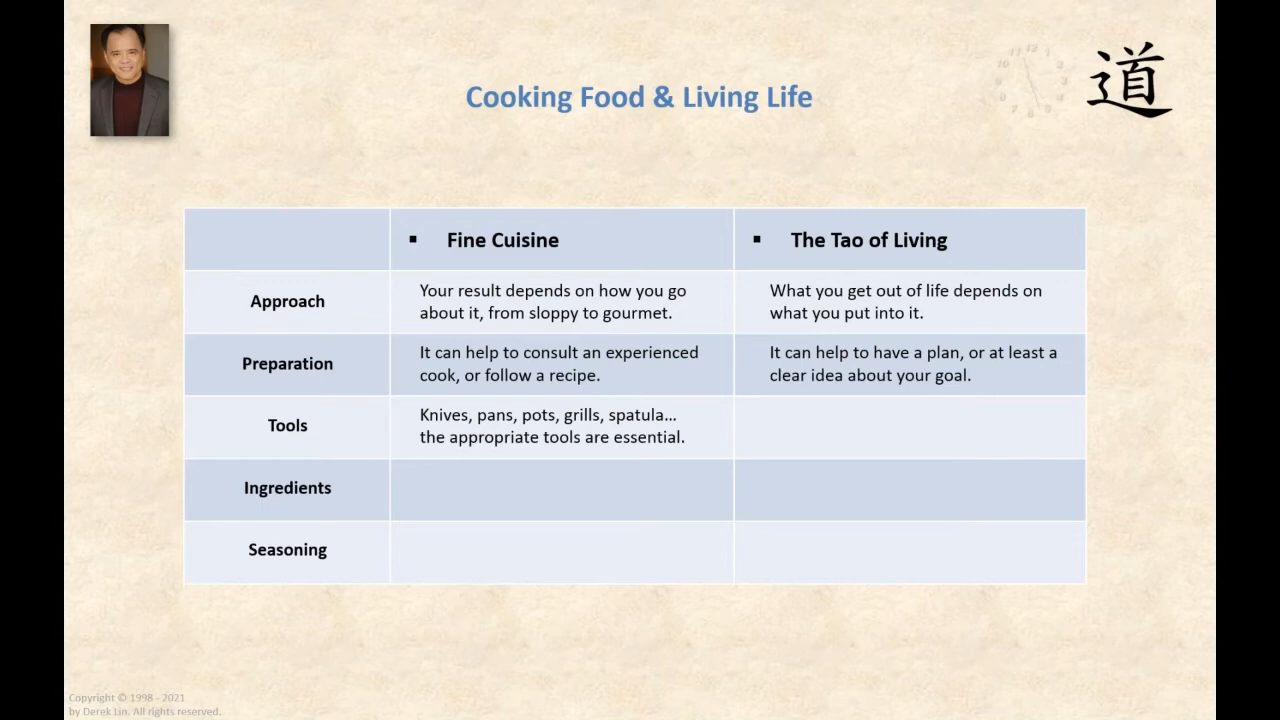 道
Cooking Food & Living Life
▪ Fine Cuisine
▪ The Tao of Living
Approach
Your result depends on how you go
about it, from sloppy to gourmet.
What you get out of life depends on
what you put into it.
Preparation
It can help to consult an experienced
cook, or follow a recipe.
It can help to have a plan, or at least a
clear idea about your goal.
Tools
Knives, pans, pots, grills, spatula…
the appropriate tools are essential.
Ingredients
Seasoning
Copyright © 1998 - 2021
by Derek Lin. All rights reserved.